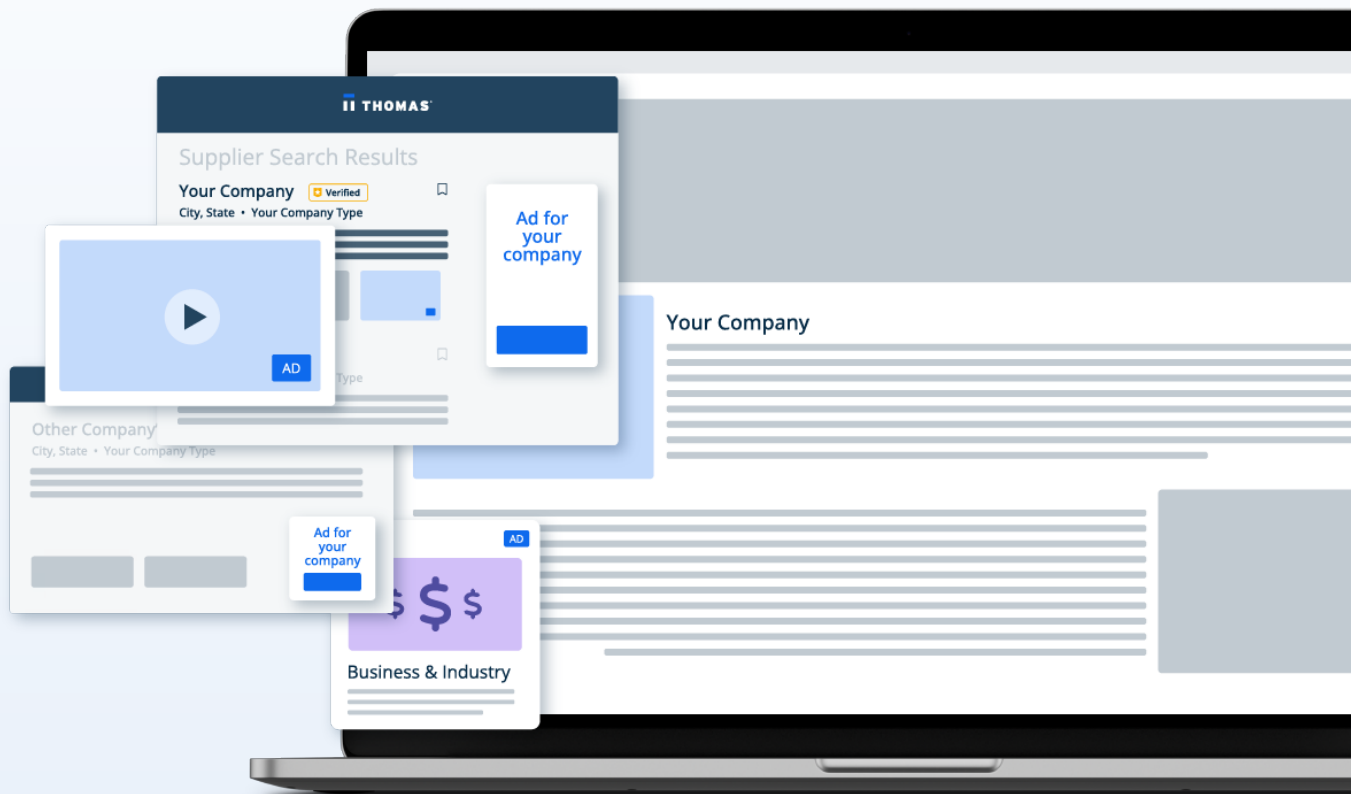 THOMAS
Supplier Search Results
Your Company
Verified
City, State • Your Company Type
Ad for
your
company
AD
Type
Your Company
Other Company
City, State • Your Company Type
Ad for
your
company
AD
$ $ $
Business & Industry